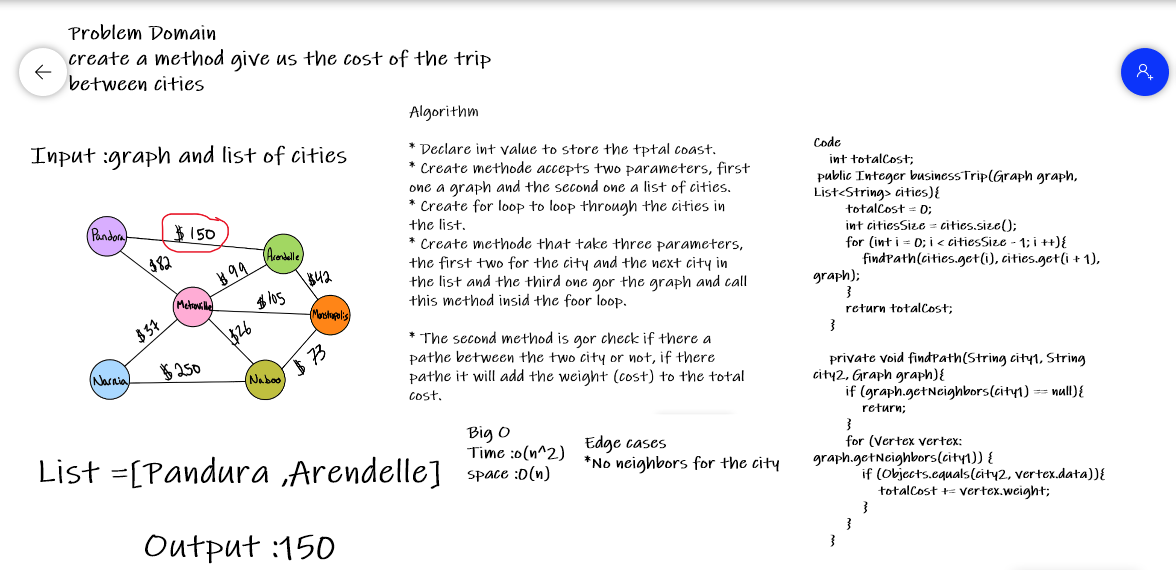 Problem Domain
create a method give us the cost of the trip
between cities
Input :graph and list of cities
Pandora
$150
Arendelle
$82
$99
$42
Metroville
$105
Monstropolis
$37
$26
$73
Narnia
$250
Naboo
List =[Pandura ,Arendelle]
Output :150
Algorithm
* Declare int value to store the tptal coast.
* Create methode accepts two parameters, first
one a graph and the second one a list of cities.
* Create for loop to loop through the cities in
the list.
* Create methode that take three parameters,
the first two for the city and the next city in
the list and the third one gor the graph and call
this method insid the foor loop.
* The second method is gor check if there a
pathe between the two city or not, if there
pathe it will add the weight (cost) to the total
cost.
Big O
Time :o(n^2)
space :O(n)
Edge cases
*No neighbors for the city
Code
int totalCost;
public Integer businessTrip(Graph graph,
List<String> cities){
totalCost = 0;
int citiesSize = cities.size();
for (int i = 0; i < citiesSize - 1; i ++){
findPath(cities.get(i), cities.get(i + 1),
graph);
}
return totalCost;
}
private void findPath(String city1, String
city2, Graph graph){
if (graph.getNeighbors(city1) == null){
return;
}
for (Vertex vertex:
graph.getNeighbors(city1)) {
if (Objects.equals(city2, vertex.data)){
totalCost += vertex.weight;
}
}
}